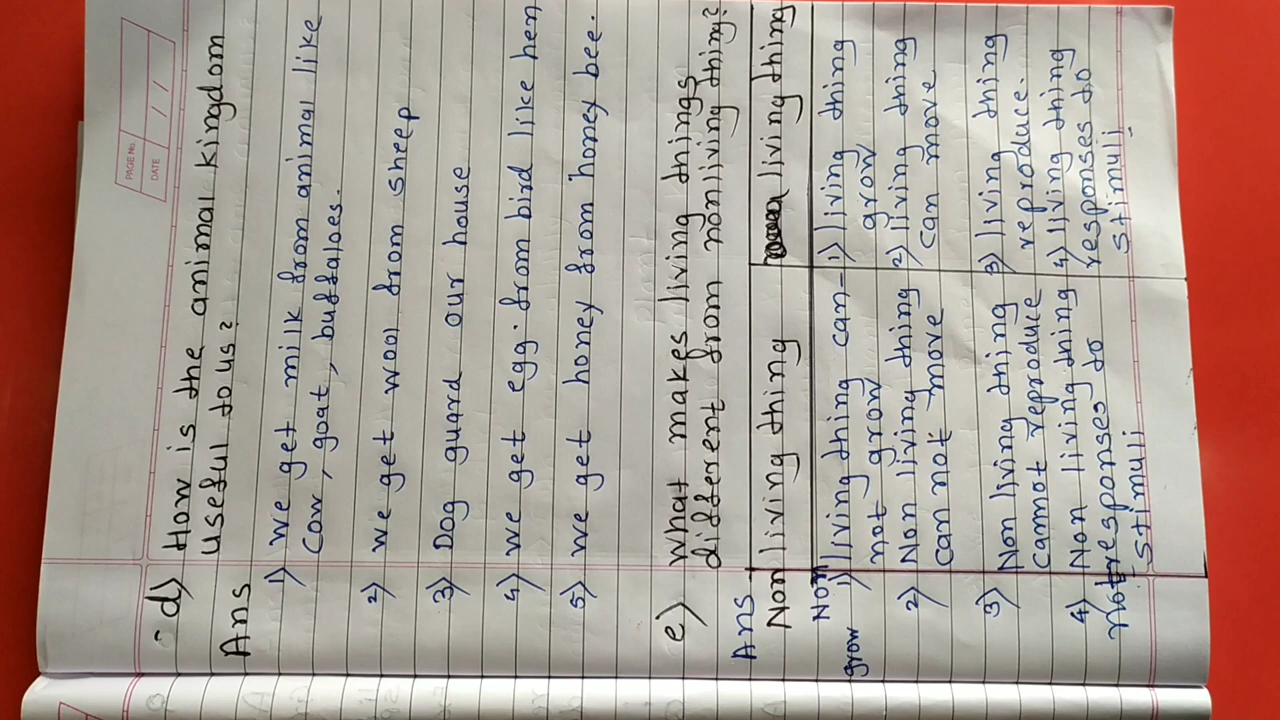 PAGE No.
DATE / /
d) How is the animal kingdom
useful to us?
Ans
1) we get milk from animal like
Cow, goat, buffaloes.
2) we get wool from sheep
3) Dog guard our house
4) we get egg. from bird like hen
5) we get honey from honey bee.
e) what makes living things
different from nonliving thing?
Ans
Non living thing | living thing
Non 1) living thing can- | 1) living thing
grow not grow | grow
2) Non living thing | 2) living thing
can not move | can move
3) Non living thing | 3) living thing
cannot reproduce | reproduce.
4) Non living thing | 4) living thing
not responses to | responses to
stimuli | stimuli